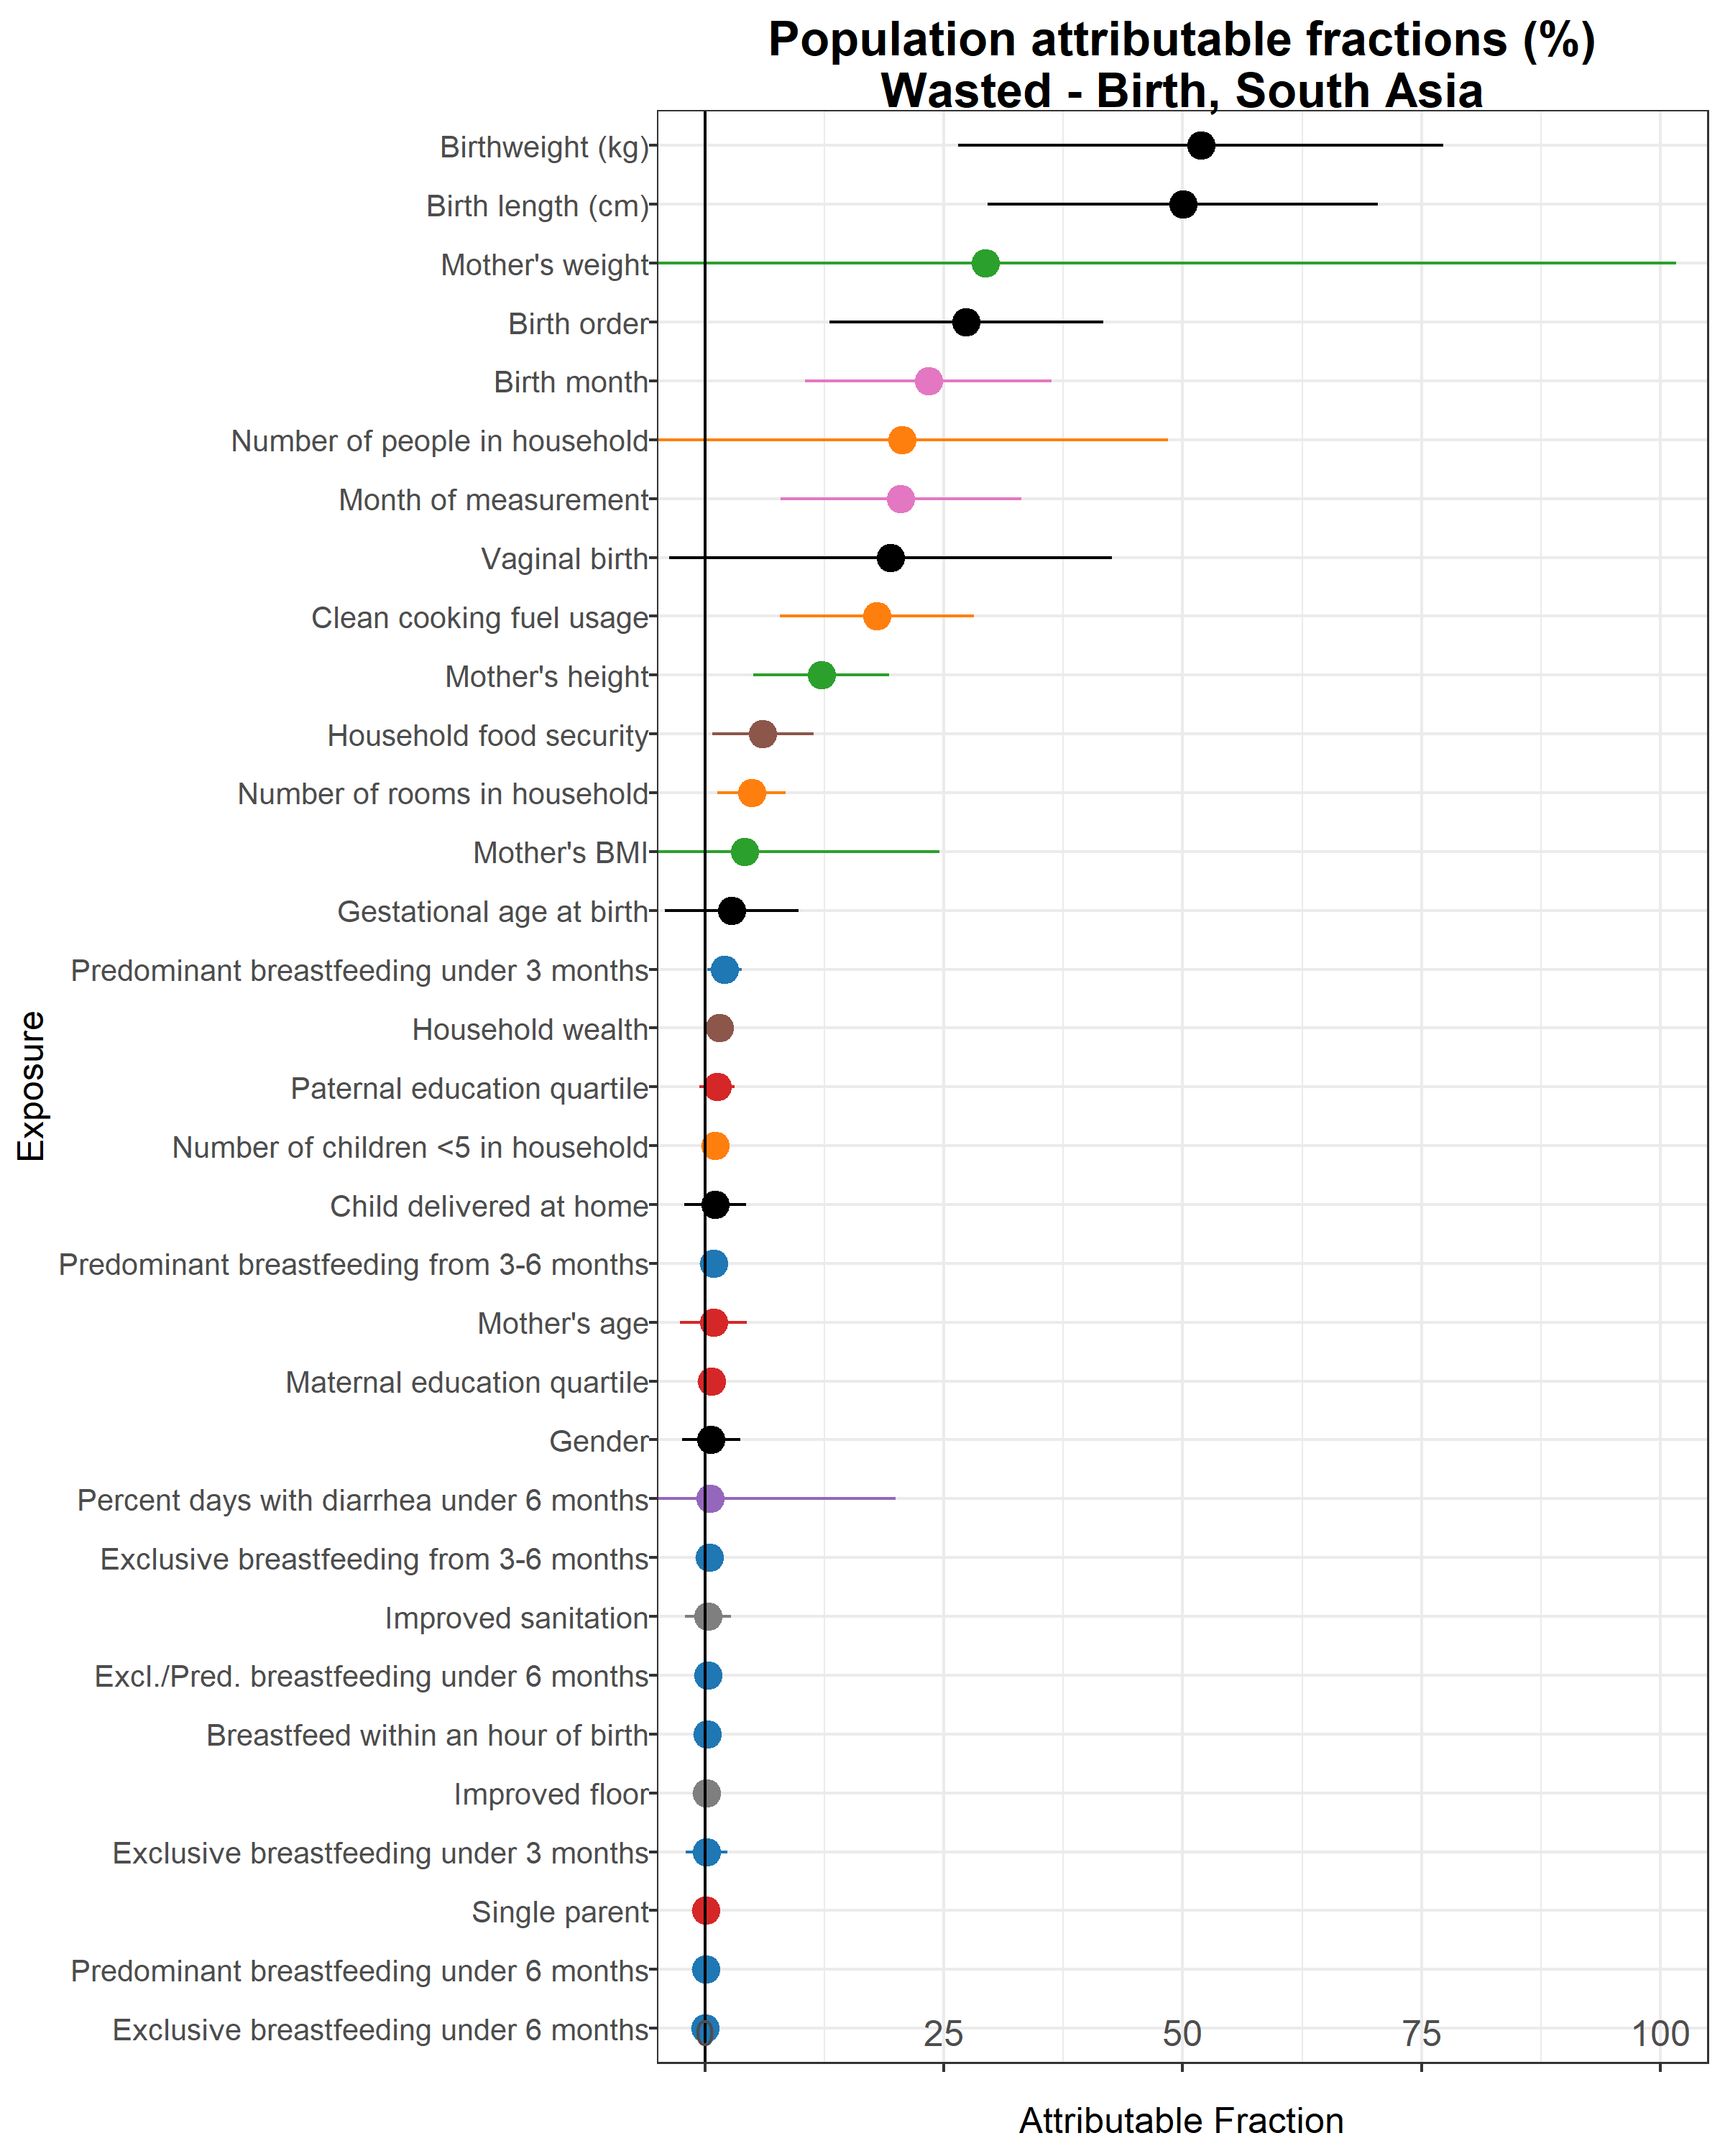 Population attributable fractions (%)
Wasted - Birth, South Asia
Birthweight (kg)
Birth length (cm)
Mother's weight
Birth order
Birth month
Number of people in household
Month of measurement
Vaginal birth
Clean cooking fuel usage
Mother's height
Household food security
Number of rooms in household
Mother's BMI
Gestational age at birth
Predominant breastfeeding under 3 months
Household wealth
Paternal education quartile
Number of children <5 in household
Child delivered at home
Predominant breastfeeding from 3-6 months
Mother's age
Maternal education quartile
Gender
Percent days with diarrhea under 6 months
Exclusive breastfeeding from 3-6 months
Improved sanitation
Excl./Pred. breastfeeding under 6 months
Breastfeed within an hour of birth
Improved floor
Exclusive breastfeeding under 3 months
Single parent
Predominant breastfeeding under 6 months
Exclusive breastfeeding under 6 months
Exposure
0 25 50 75 100
Attributable Fraction